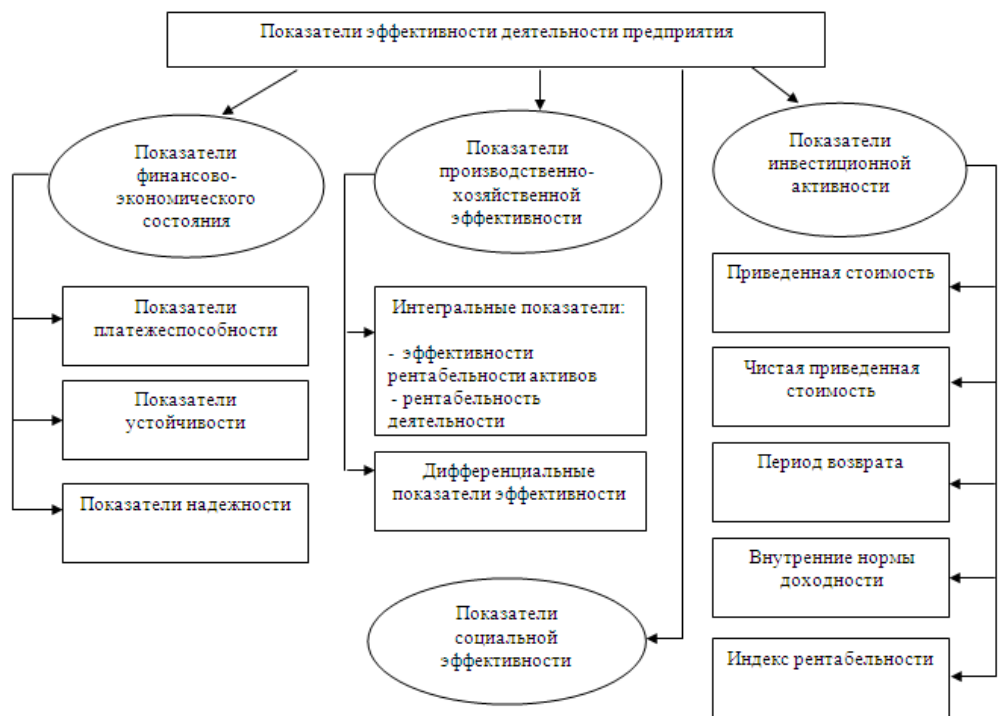 Показатели эффективности деятельности предприятия
Показатели
финансово-
экономического
состояния
Показатели
производственно-
хозяйственной
эффективности
Показатели
инвестиционной
активности
Показатели
платежеспособности
Показатели
устойчивости
Показатели надежности
Интегральные показатели:
- эффективности
рентабельности активов
- рентабельность
деятельности
Дифференциальные
показатели эффективности
Показатели
социальной
эффективности
Приведенная стоимость
Чистая приведенная
стоимость
Период возврата
Внутренние нормы
доходности
Индекс рентабельности